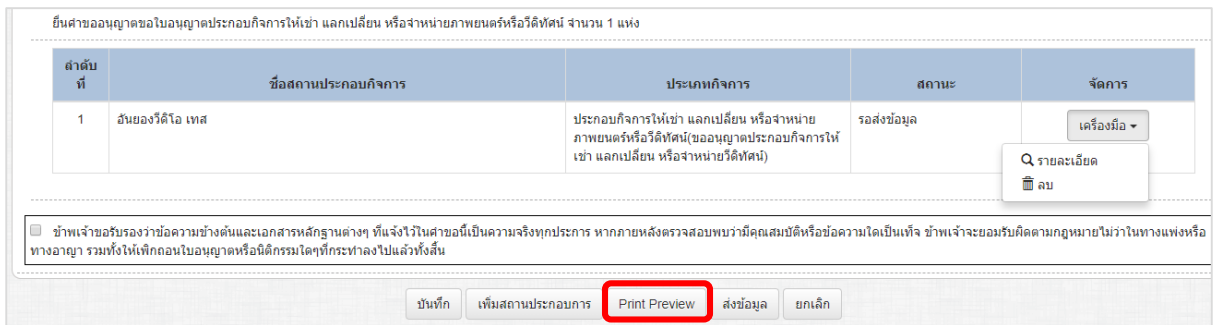 ยื่นคำขออนุญาตขอใบอนุญาตประกอบกิจการให้เช่า แลกเปลี่ยน หรือจำหน่ายภาพยนตร์หรือวีดิทัศน์ จำนวน 1 แห่ง
ลำดับ
ที่
ชื่อสถานประกอบกิจการ
ประเภทกิจการ
สถานะ
จัดการ
1
อันยองวีดีโอ เทส
ประกอบกิจการให้เช่า แลกเปลี่ยน หรือจำหน่าย
ภาพยนตร์หรือวีดิทัศน์(ขออนุญาตประกอบกิจการให้
เช่า แลกเปลี่ยน หรือจำหน่ายวีดิทัศน์)
รอส่งข้อมูล
เครื่องมือ
รายละเอียด
ลบ
ข้าพเจ้าขอรับรองว่าข้อความข้างต้นและเอกสารหลักฐานต่างๆ ที่แจ้งไว้ในคำขอนี้เป็นความจริงทุกประการ หากภายหลังตรวจสอบพบว่ามีคุณสมบัติหรือข้อความใดเป็นเท็จ ข้าพเจ้าจะยอมรับผิดตามกฎหมายไม่ว่าในทางแพ่งหรือ
ทางอาญา รวมทั้งให้เพิกถอนใบอนุญาตหรือนิติกรรมใดๆที่กระทำลงไปแล้วทั้งสิ้น
บันทึก
เพิ่มสถานประกอบการ
Print Preview
ส่งข้อมูล
ยกเลิก